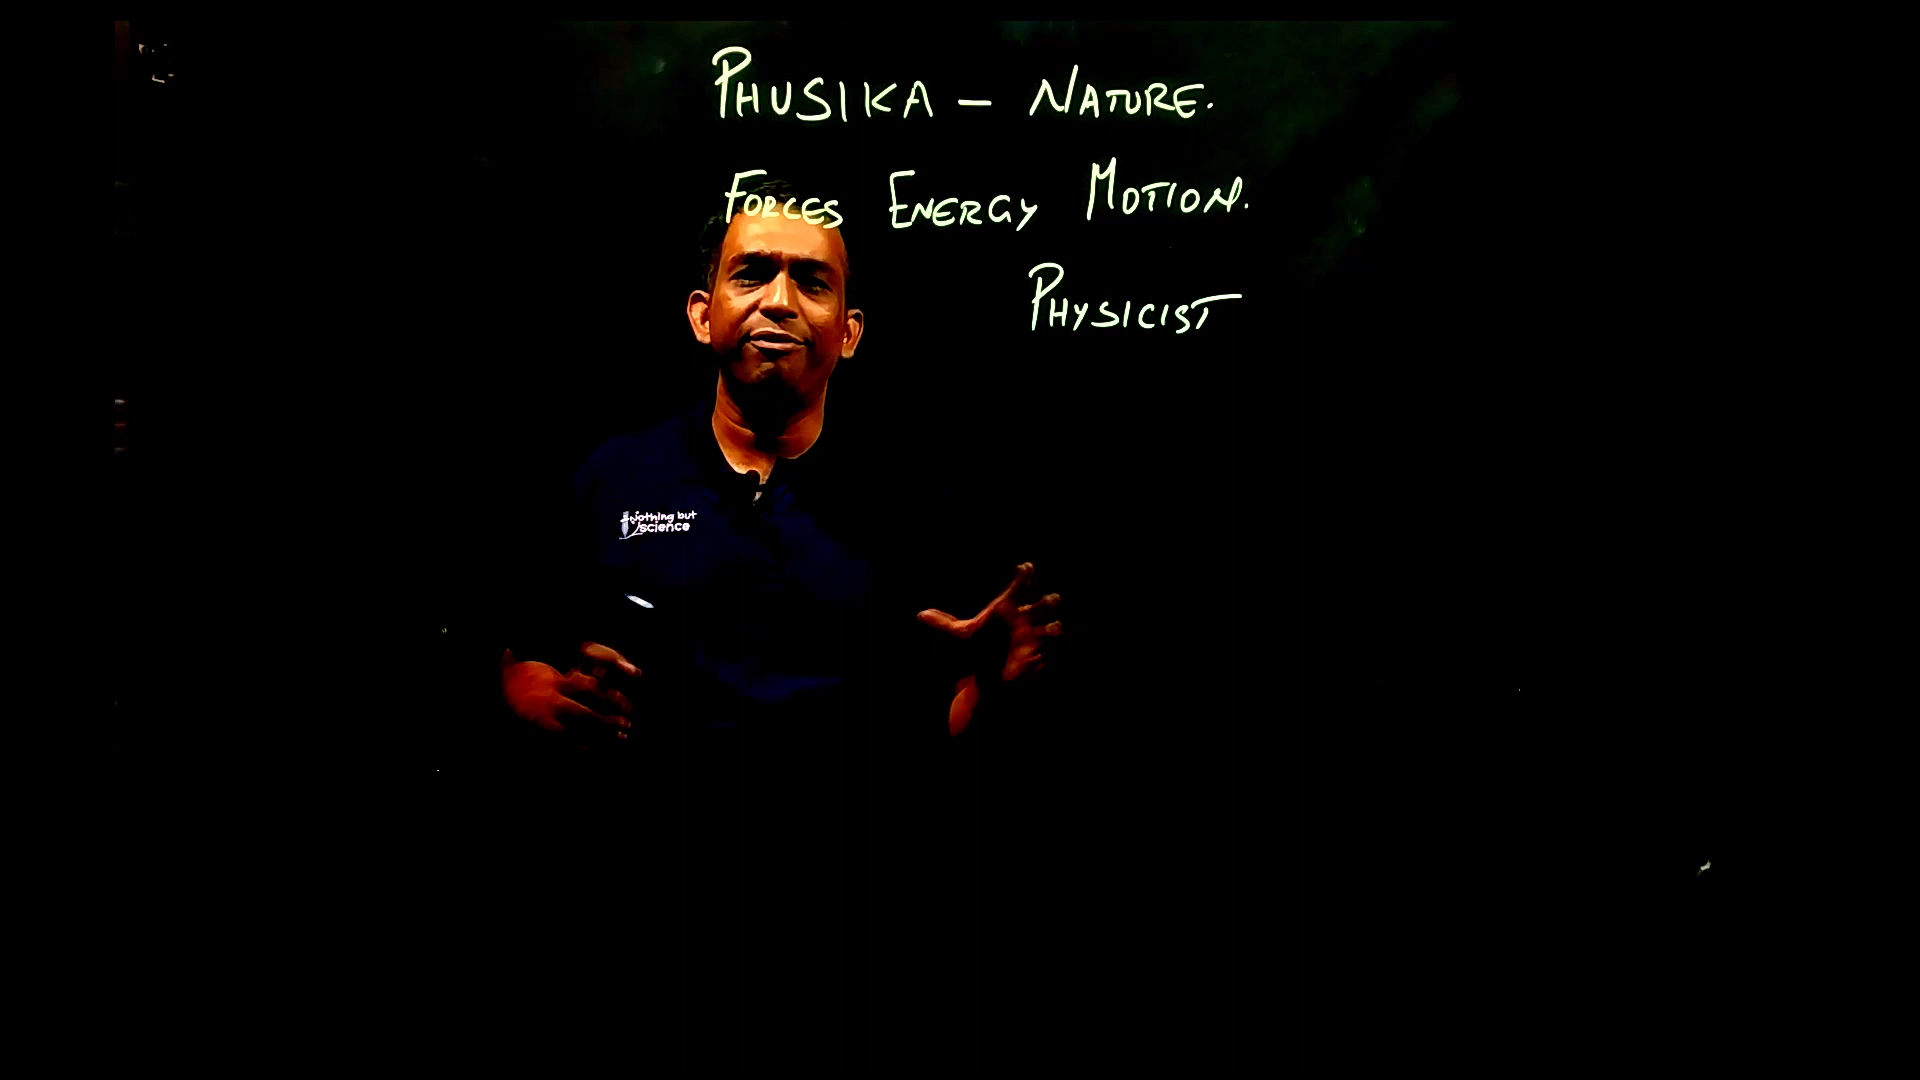 PHUSIKA – NATURE.
FORCES ENERGY MOTION.
PHYSICIST
Nothing but
science